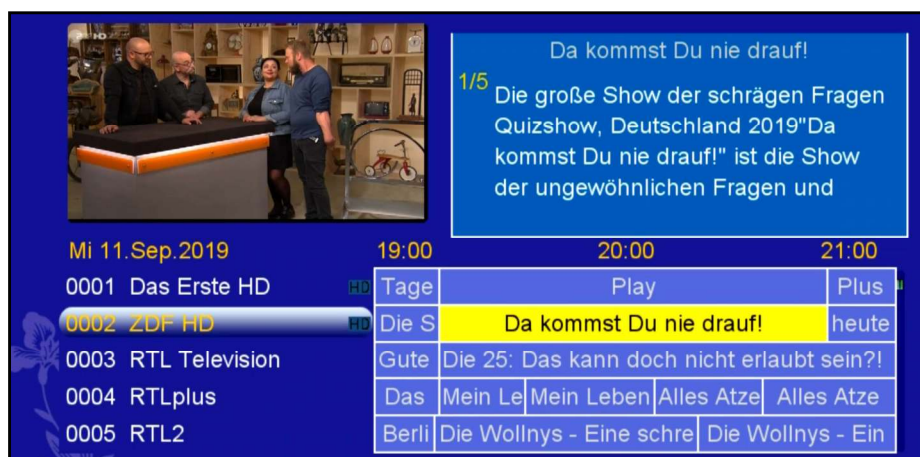 Da kommst Du nie drauf!
1/5
Die große Show der schrägen Fragen
Quizshow, Deutschland 2019"Da
kommst Du nie drauf!" ist die Show
der ungewöhnlichen Fragen und
Mi 11.Sep.2019 19:00 20:00 21:00
0001 Das Erste HD HD Tage Play Plus
0002 ZDF HD HD Die S Da kommst Du nie drauf! heute
0003 RTL Television Gute Die 25: Das kann doch nicht erlaubt sein?!
0004 RTLplus Das Mein Le Mein Leben Alles Atze Alles Atze
0005 RTL2 Berli Die Wollnys - Eine schre Die Wollnys - Ein